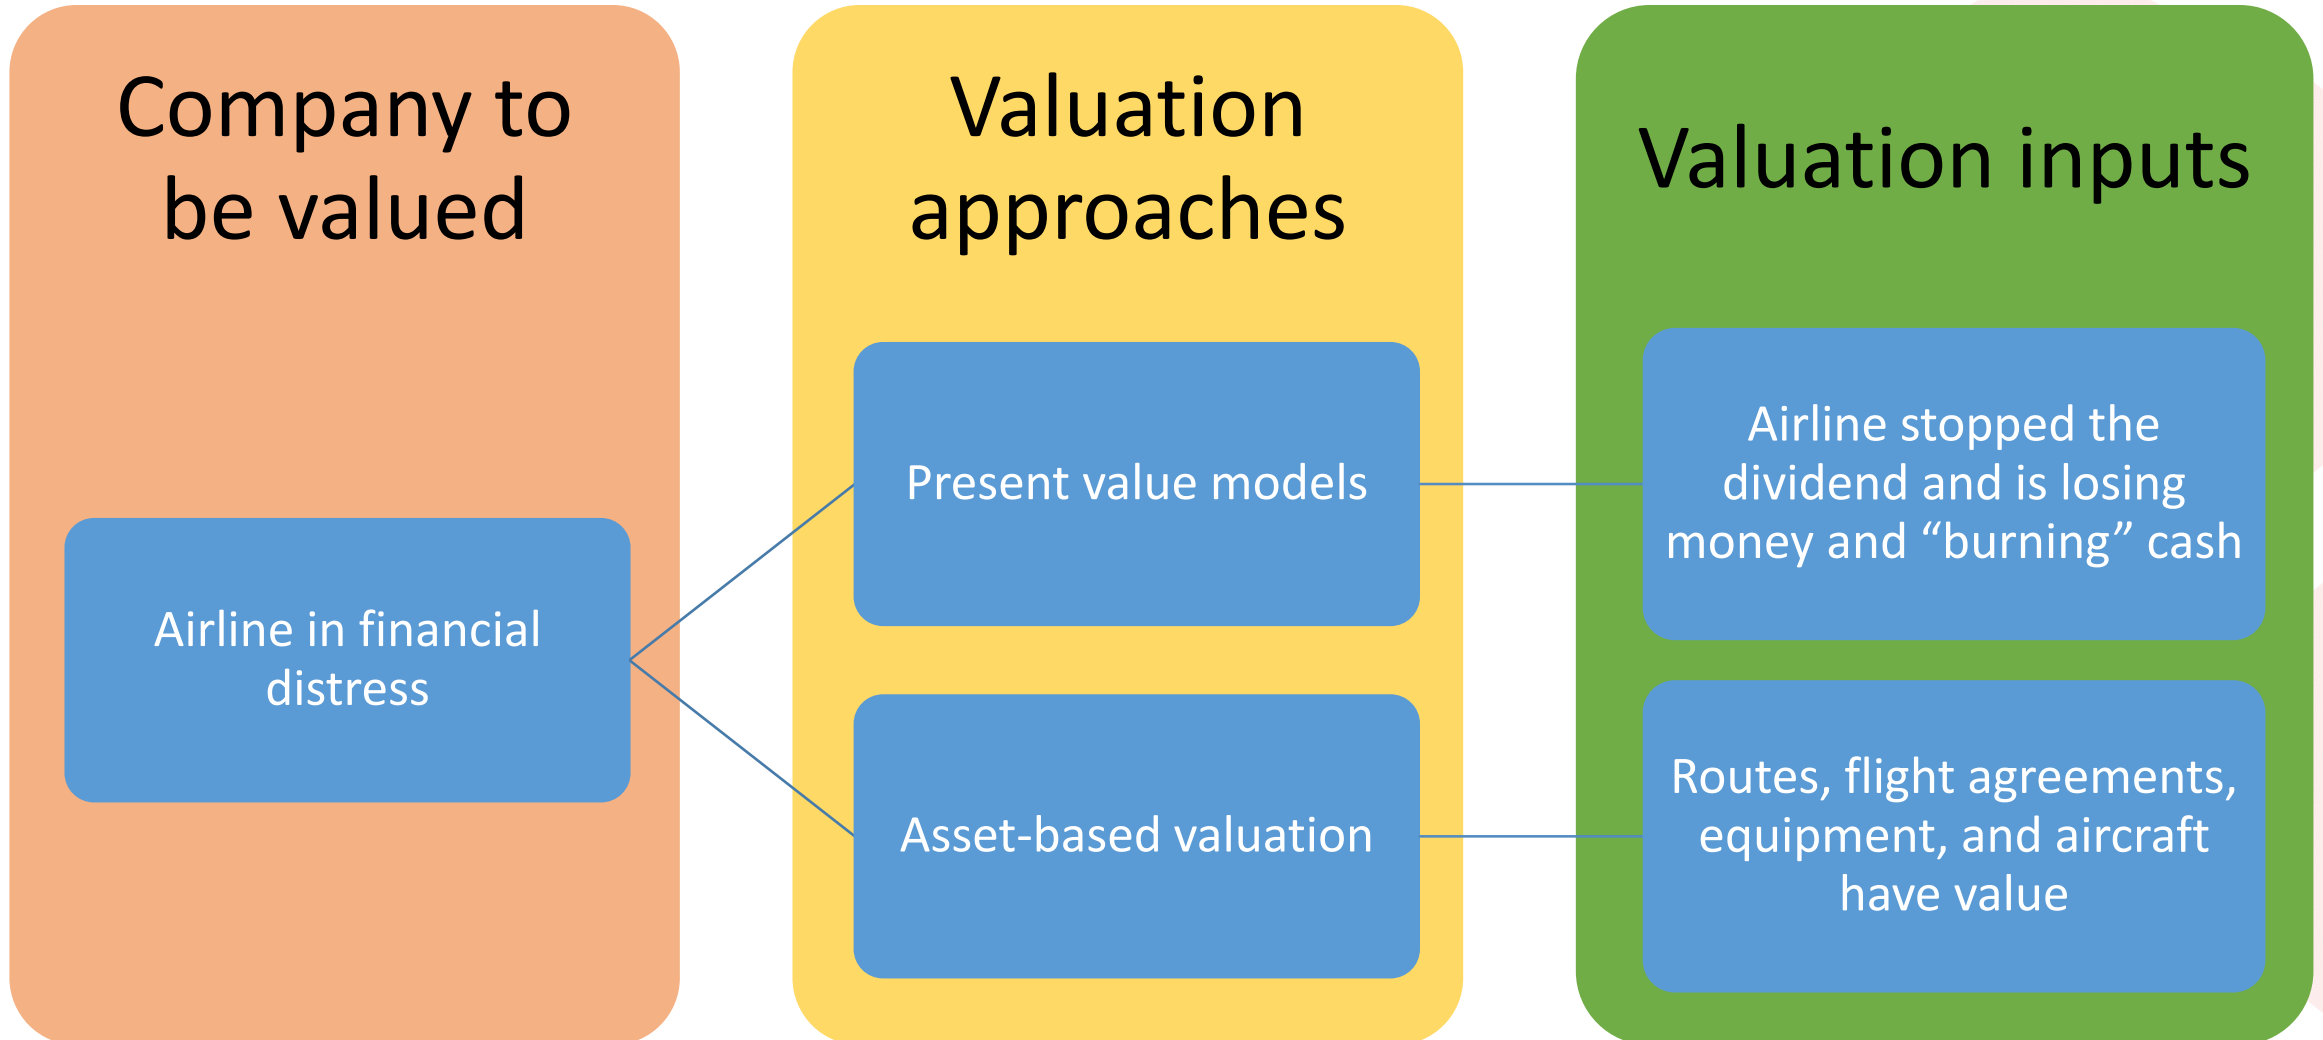 Company to
be valued
Valuation
approaches
Valuation inputs
Airline in financial
distress
Present value models
Airline stopped the
dividend and is losing
money and “burning” cash
Asset-based valuation
Routes, flight agreements,
equipment, and aircraft
have value